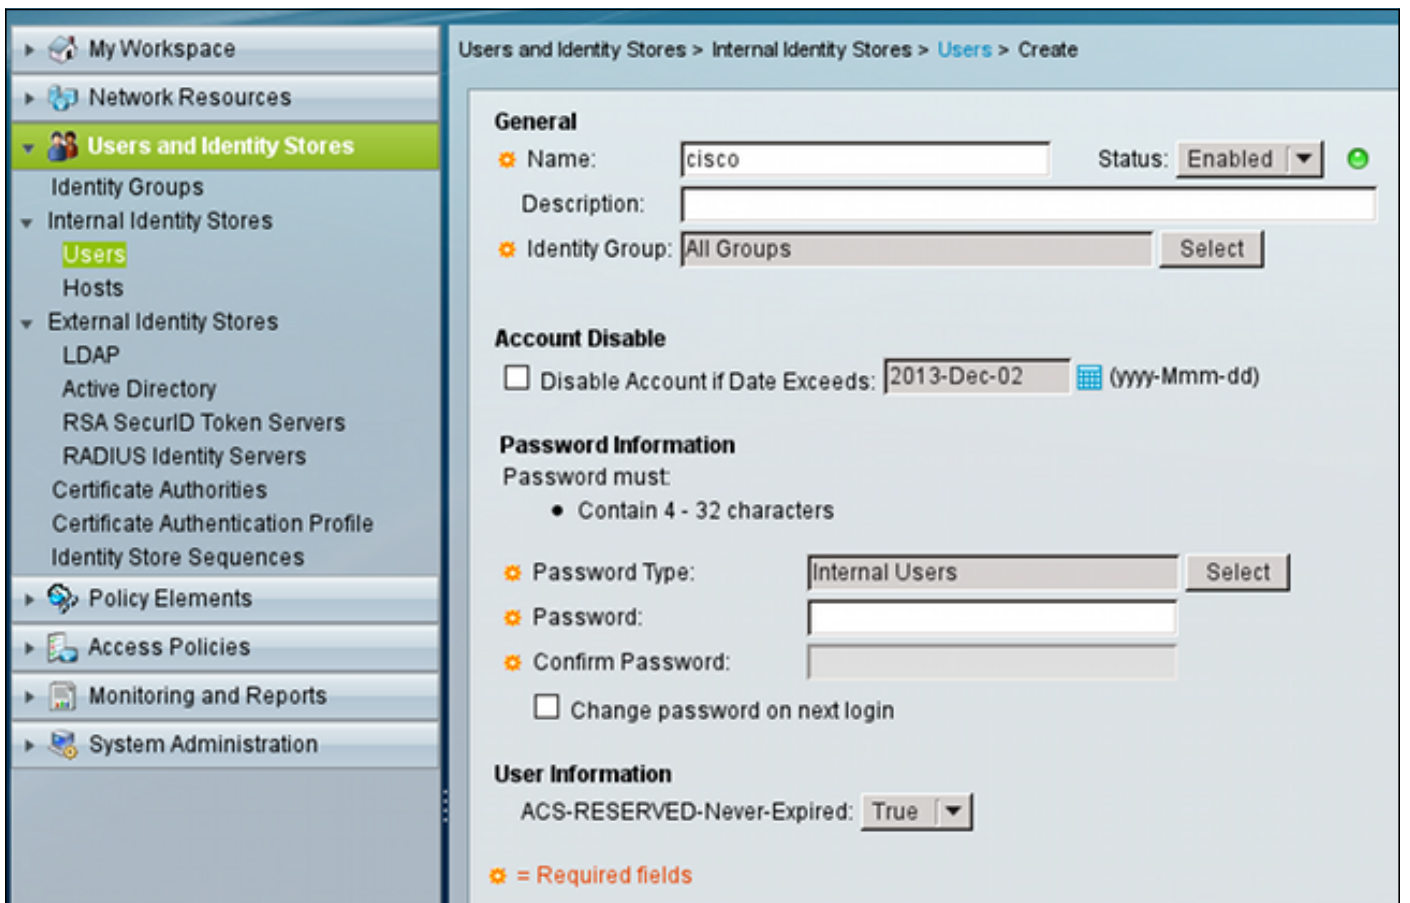 My Workspace
Network Resources
Users and Identity Stores
Identity Groups
Internal Identity Stores
Users
Hosts
External Identity Stores
LDAP
Active Directory
RSA SecurID Token Servers
RADIUS Identity Servers
Certificate Authorities
Certificate Authentication Profile
Identity Store Sequences
Policy Elements
Access Policies
Monitoring and Reports
System Administration
Users and Identity Stores > Internal Identity Stores > Users > Create
General
Name: cisco Status: Enabled
Description:
Identity Group: All Groups Select
Account Disable
Disable Account if Date Exceeds: 2013-Dec-02 (yyyy-Mmm-dd)
Password Information
Password must:
• Contain 4 - 32 characters
Password Type: Internal Users Select
Password:
Confirm Password:
Change password on next login
User Information
ACS-RESERVED-Never-Expired: True
= Required fields